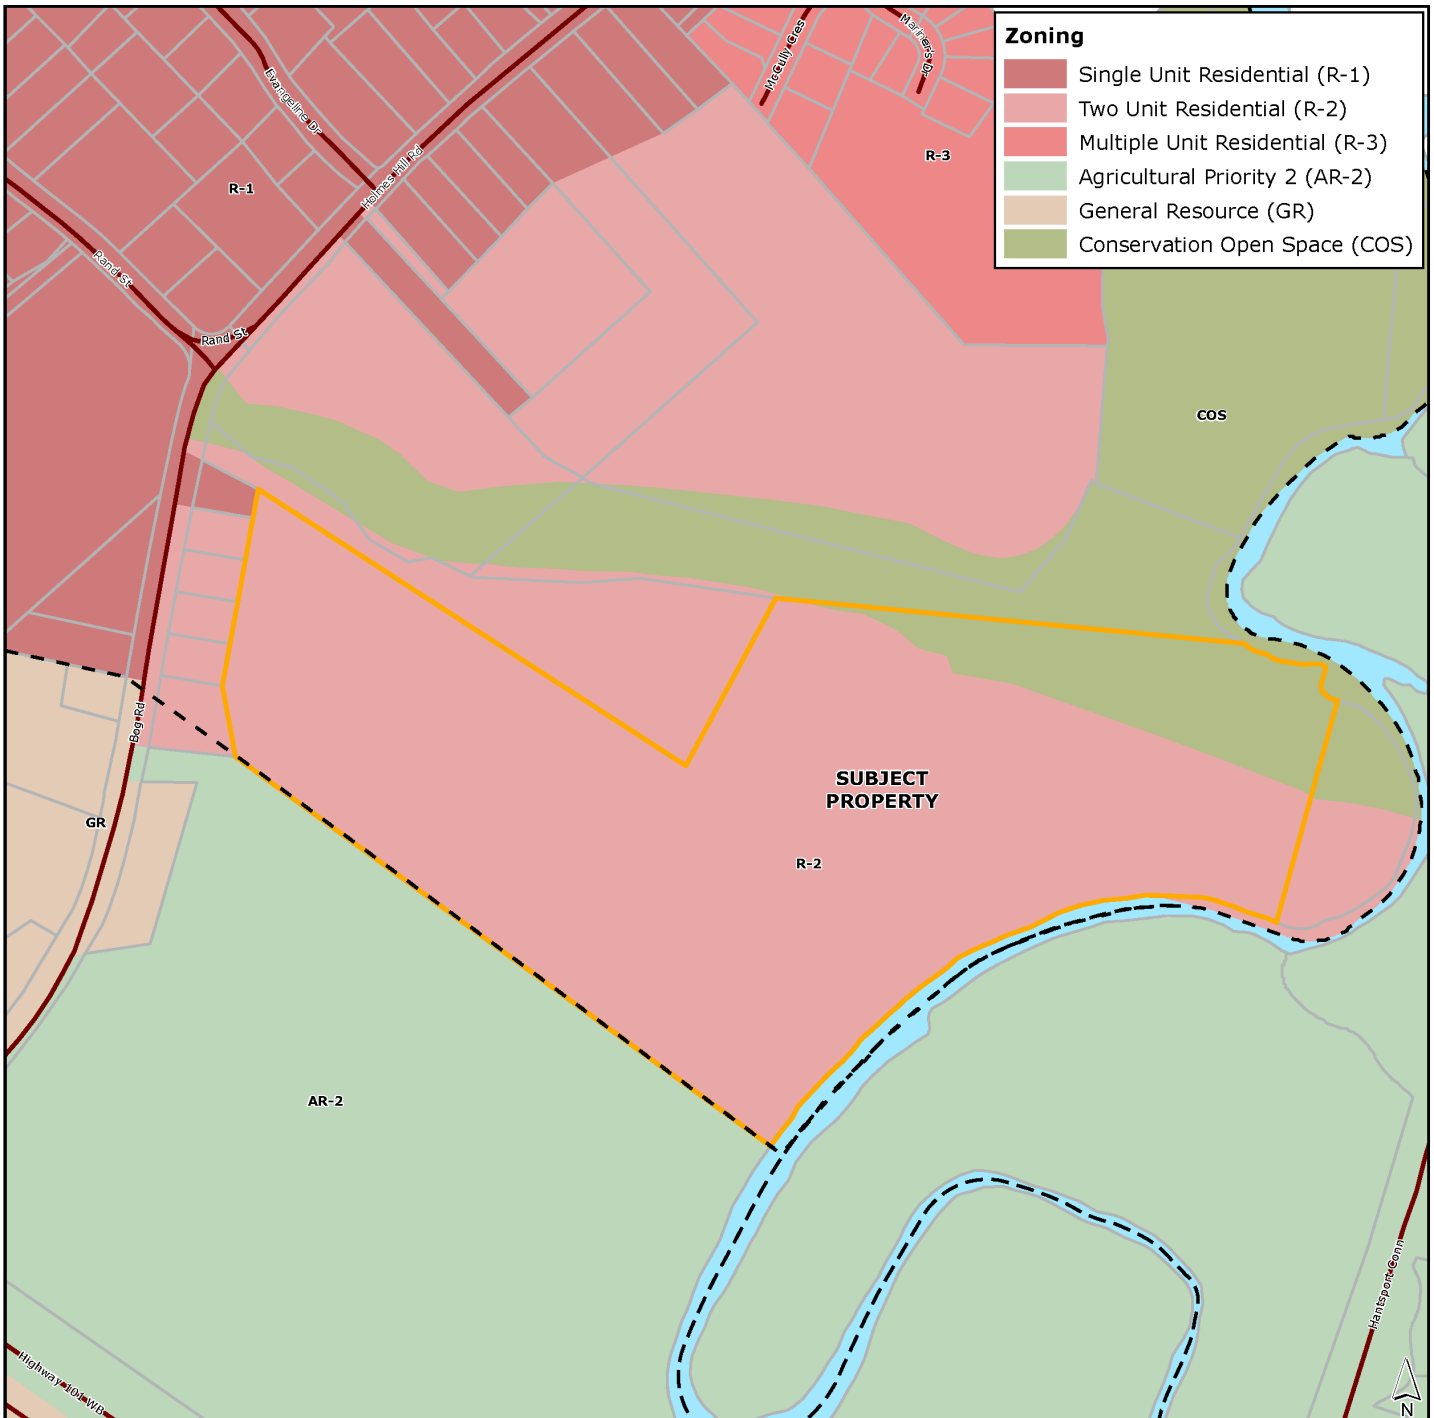 Zoning
Single Unit Residential (R-1)
Two Unit Residential (R-2)
Multiple Unit Residential (R-3)
Agricultural Priority 2 (AR-2)
General Resource (GR)
Conservation Open Space (COS)
McCully Cres
Mariner's Dr
Evangeline Dr
Holmes Hill Rd
R-3
R-1
Rand St
Rand St
COS
Bog Rd
SUBJECT
PROPERTY
GR
R-2
AR-2
Hantsport Conn
Highway 101 WB
N